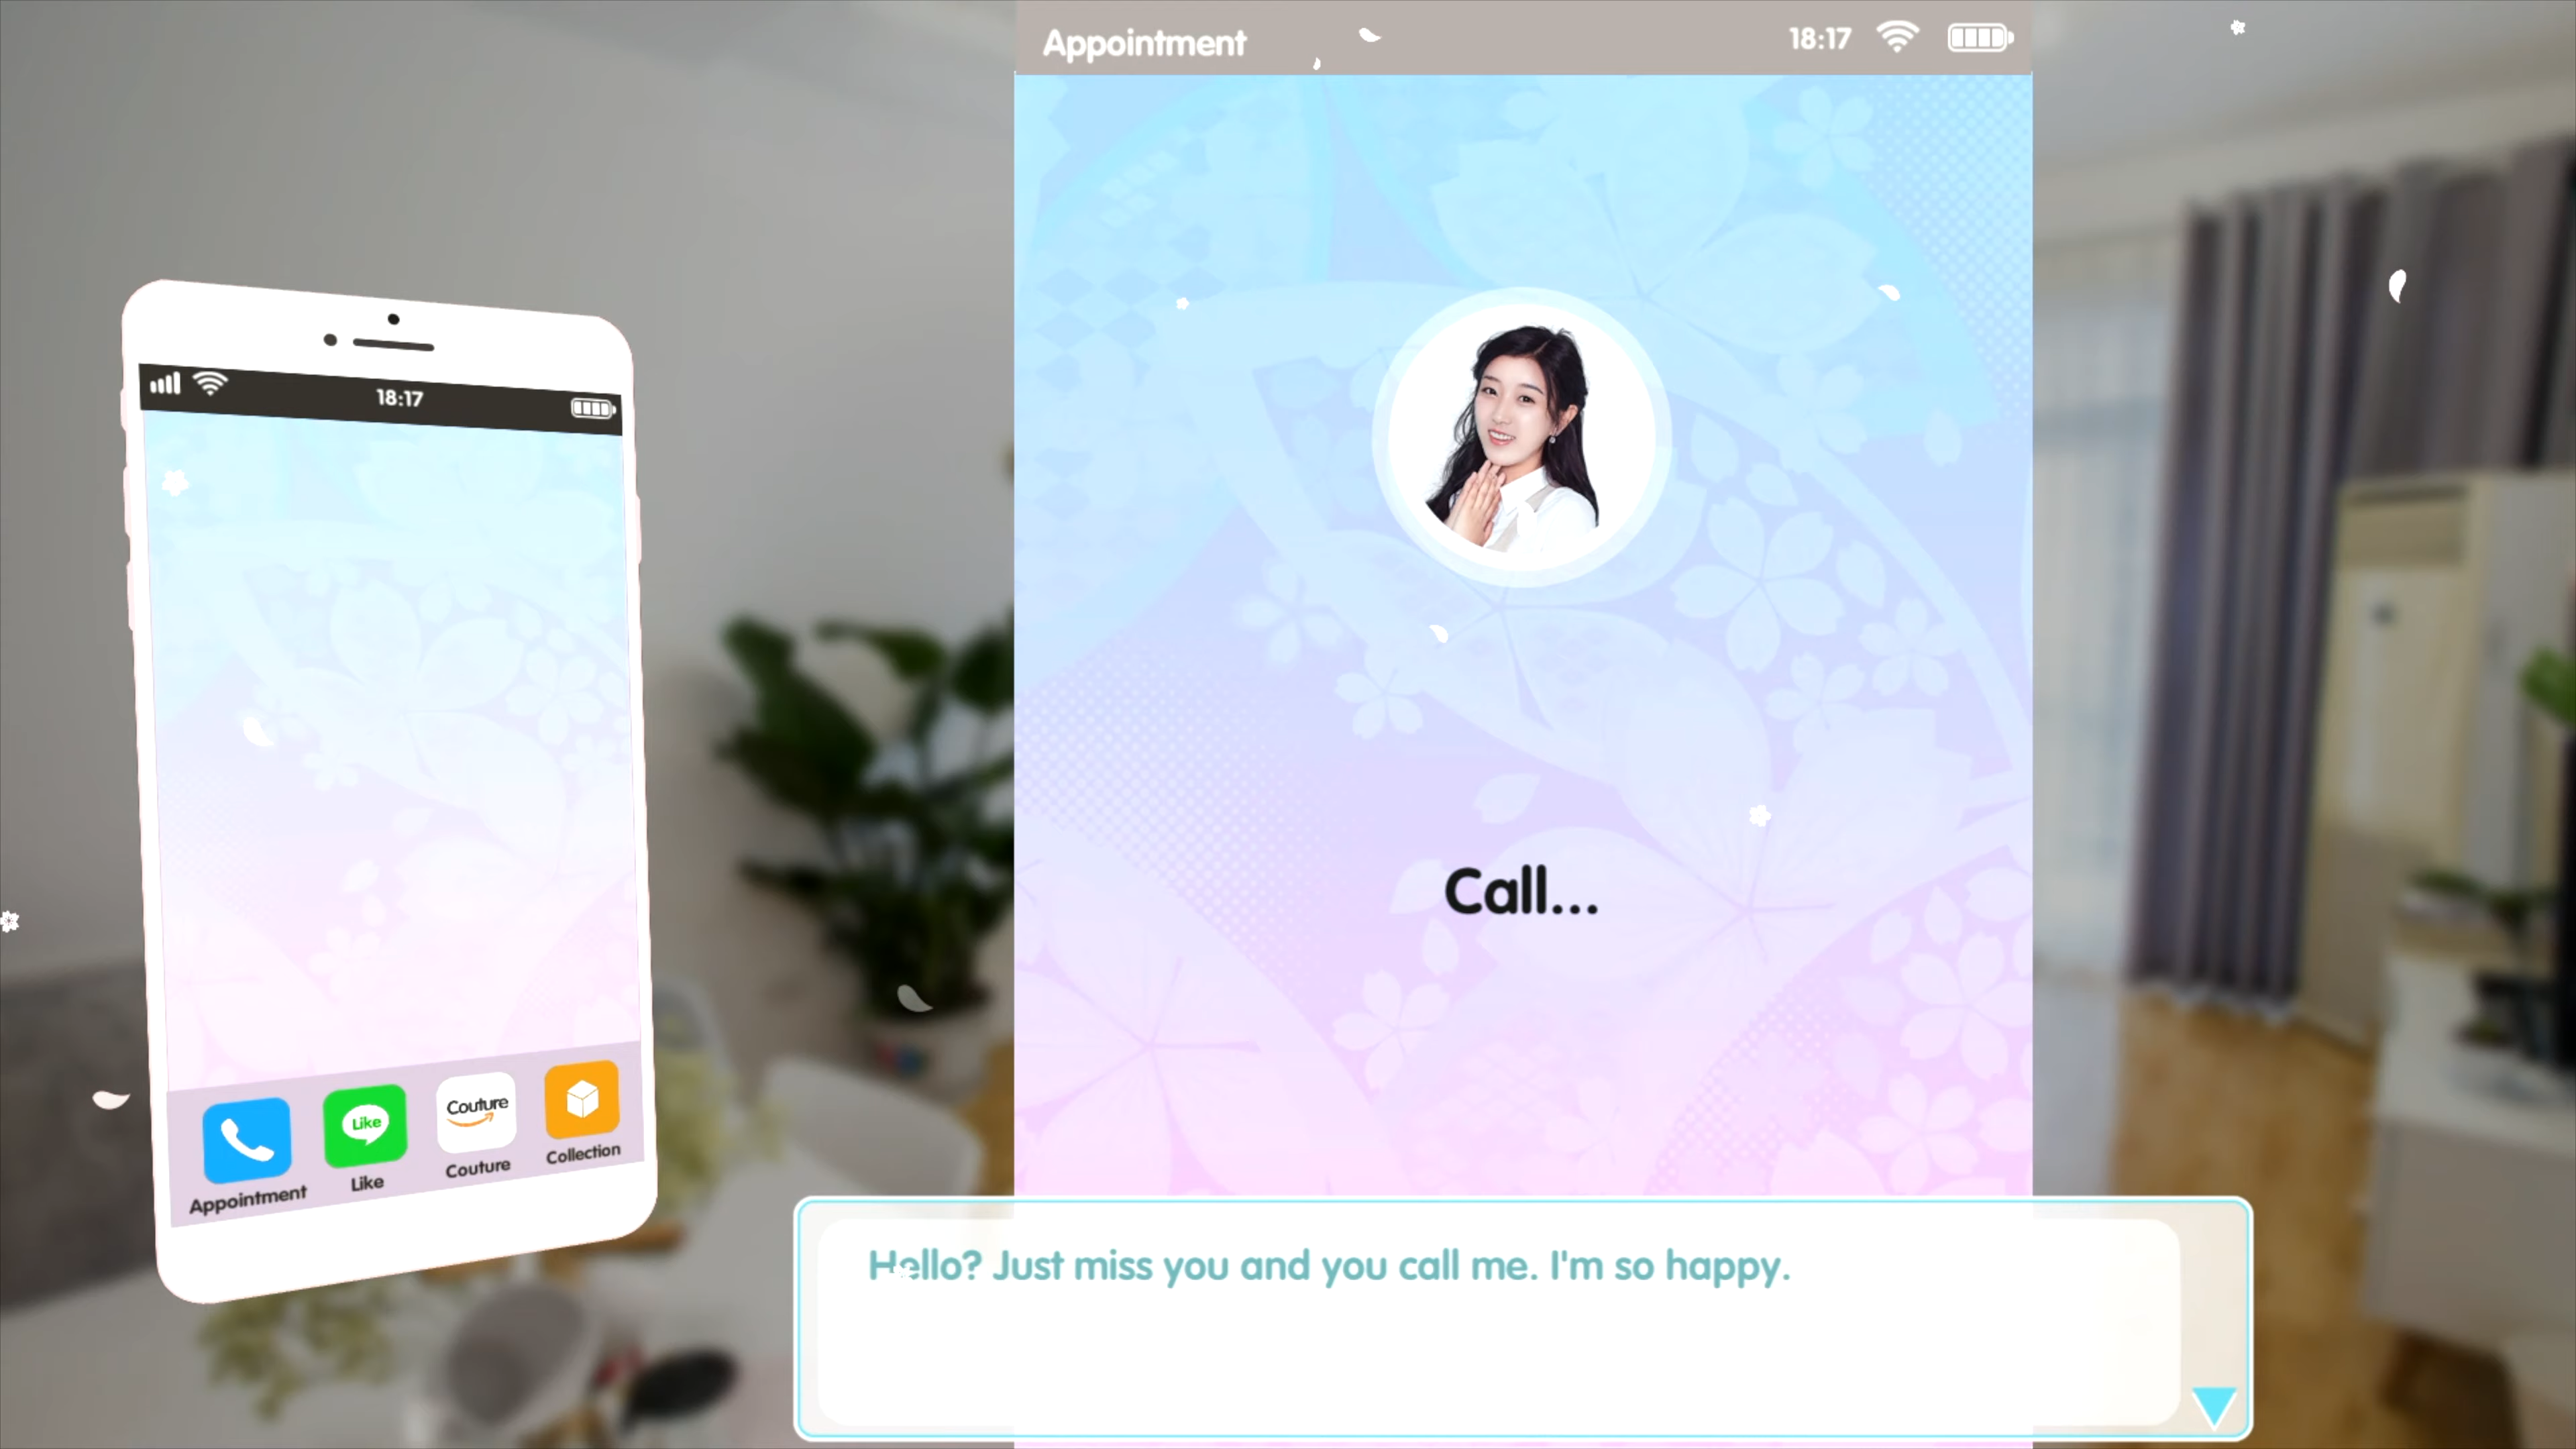 Appointment
18:17
18:17
Call...
Like
Couture
Appointment
Like
Couture
Collection
Hello? Just miss you and you call me. I'm so happy.